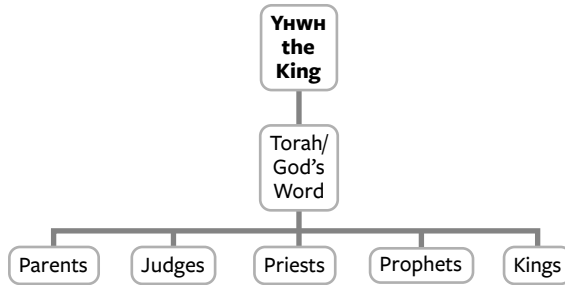 YHWH
the
King
Torah/
God's
Word
Parents
Judges
Priests
Prophets
Kings